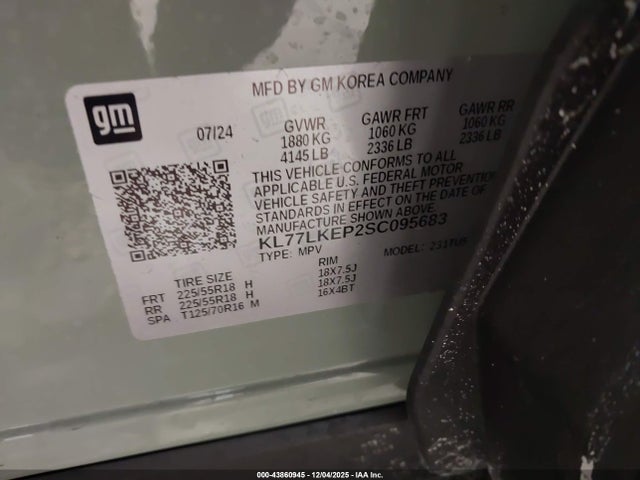 gm
MFD BY GM KOREA COMPANY
07/24
GVWR GAWR FRT GAWR RR
1880 KG 1060 KG 1060 KG
4145 LB 2336 LB 2336 LB
THIS VEHICLE CONFORMS TO ALL
APPLICABLE U.S. FEDERAL MOTOR
VEHICLE SAFETY AND THEFT PREVENTION
STANDARDS IN EFFECT ON THE DATE OF
MANUFACTURE SHOWN ABOVE.
KL77LKEP2SC095683
TYPE: MPV MODEL:
TIRE SIZE RIM
FRT 225/55R18 H 18X7.5J
RR 225/55R18 H 18X7.5J
SPA T125/70R16 M 16X4BT
000-43860945 - 12/04/2025 - IAA Inc.